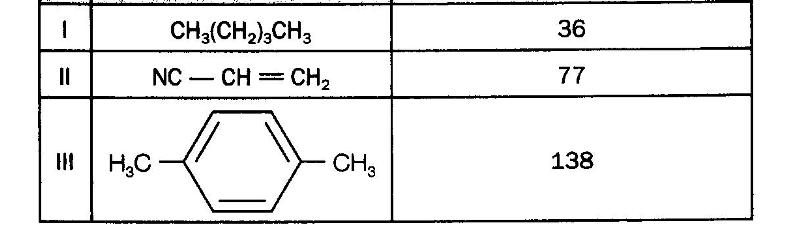 I CH₃(CH₂)₃CH₃ 36
II NC — CH = CH₂ 77
III H₃C CH₃ 138